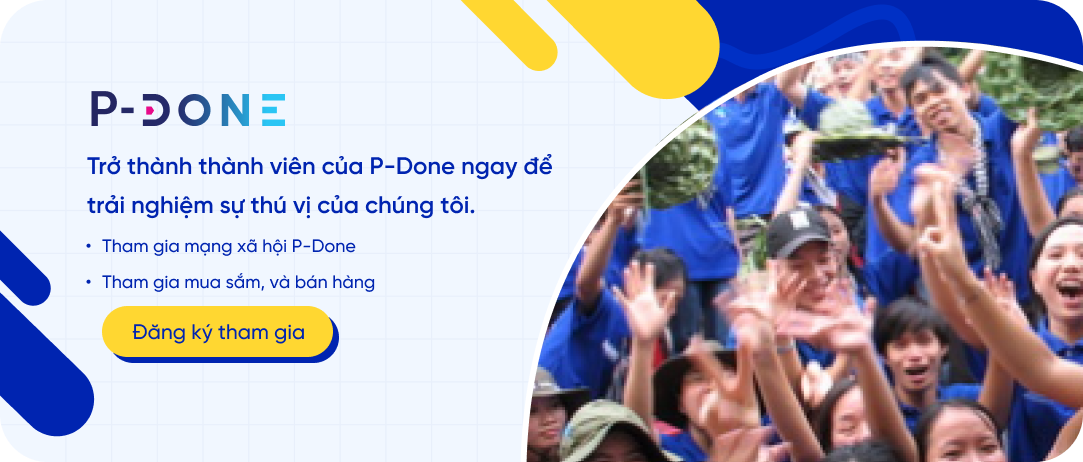 P-DONE
Trở thành thành viên của P-Done ngay để
trải nghiệm sự thú vị của chúng tôi.
• Tham gia mạng xã hội P-Done
• Tham gia mua sắm, và bán hàng
Đăng ký tham gia